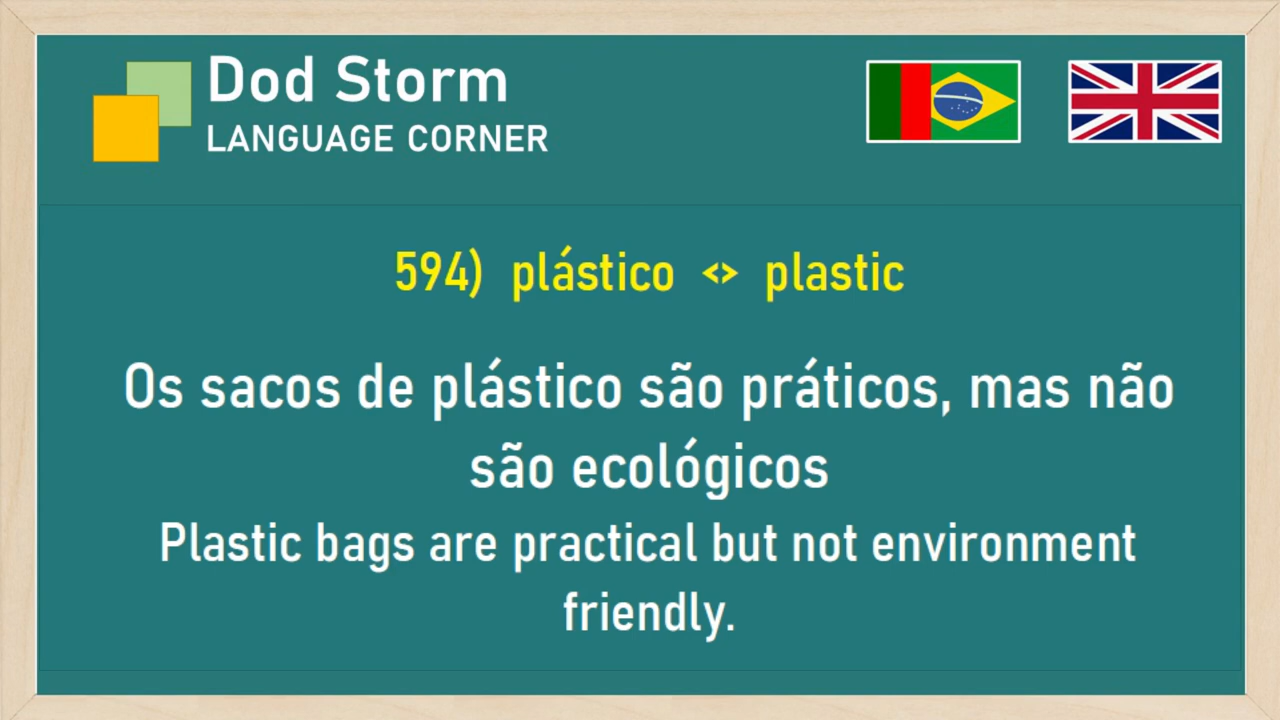 Dod Storm
LANGUAGE CORNER
594) plástico <> plastic
Os sacos de plástico são práticos, mas não
são ecológicos
Plastic bags are practical but not environment
friendly.